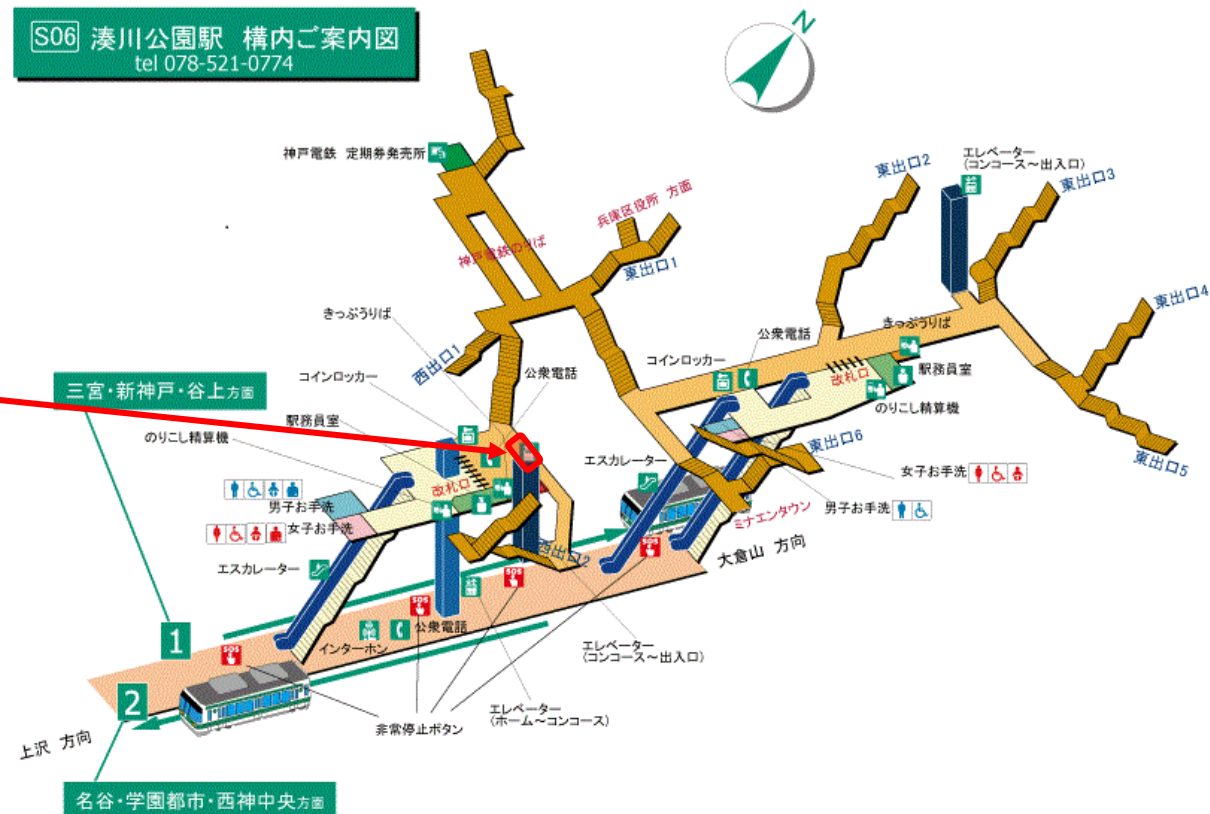 S06 湊川公園駅 構内ご案内図
tel 078-521-0774
N
神戸電鉄 定期券発売所
兵庫区役所 方面
神戸電鉄のりば
東出口1
東出口2
エレベーター
(コンコース～出入口)
東出口3
東出口4
東出口5
東出口6
きっぷうりば
西出口1
コインロッカー
公衆電話
三宮・新神戸・谷上方面
駅務員室
のりこし精算機
改札口
男子お手洗
女子お手洗
エスカレーター
西出口2
きっぷうりば
公衆電話
コインロッカー
改札口
駅務員室
のりこし精算機
エスカレーター
女子お手洗
男子お手洗
ミナエンタウン
大倉山 方向
SOS
SOS
SOS
SOS
公衆電話
インターホン
エレベーター
(コンコース～出入口)
エレベーター
(ホーム～コンコース)
非常停止ボタン
1
2
上沢 方向
名谷・学園都市・西神中央方面